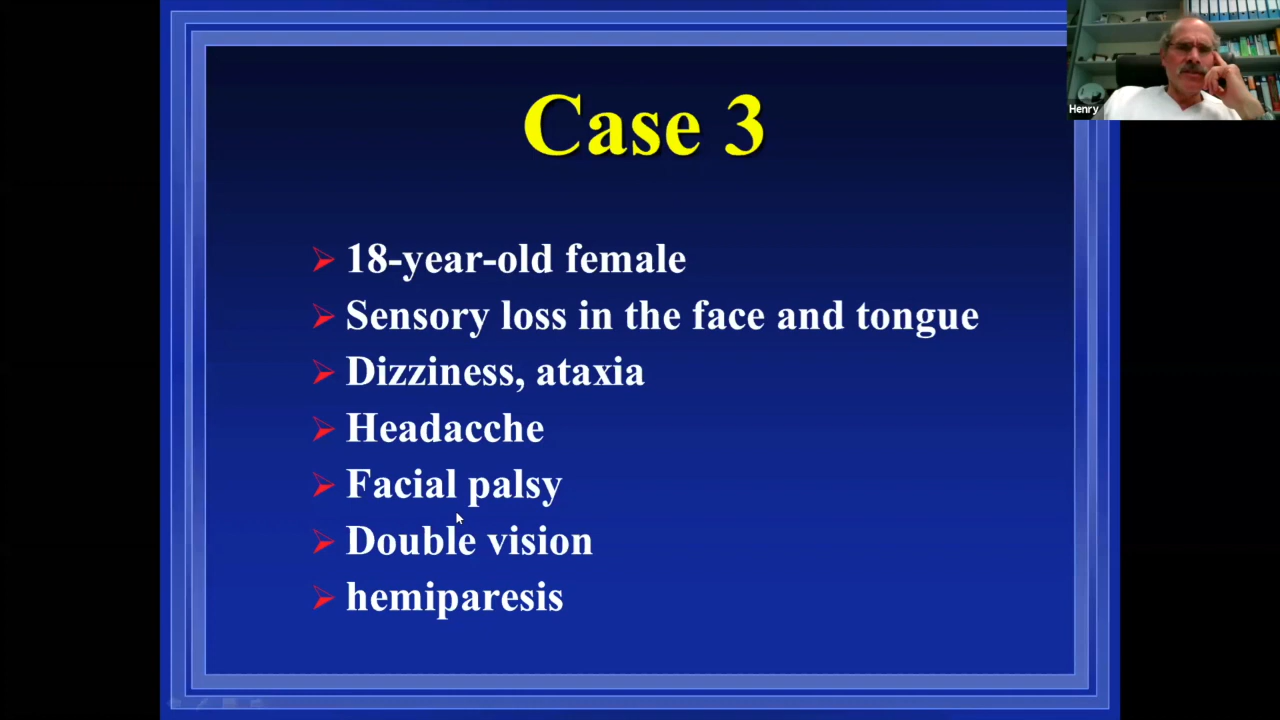 Case 3
18-year-old female
Sensory loss in the face and tongue
Dizziness, ataxia
Headacche
Facial palsy
Double vision
hemiparesis
Henry